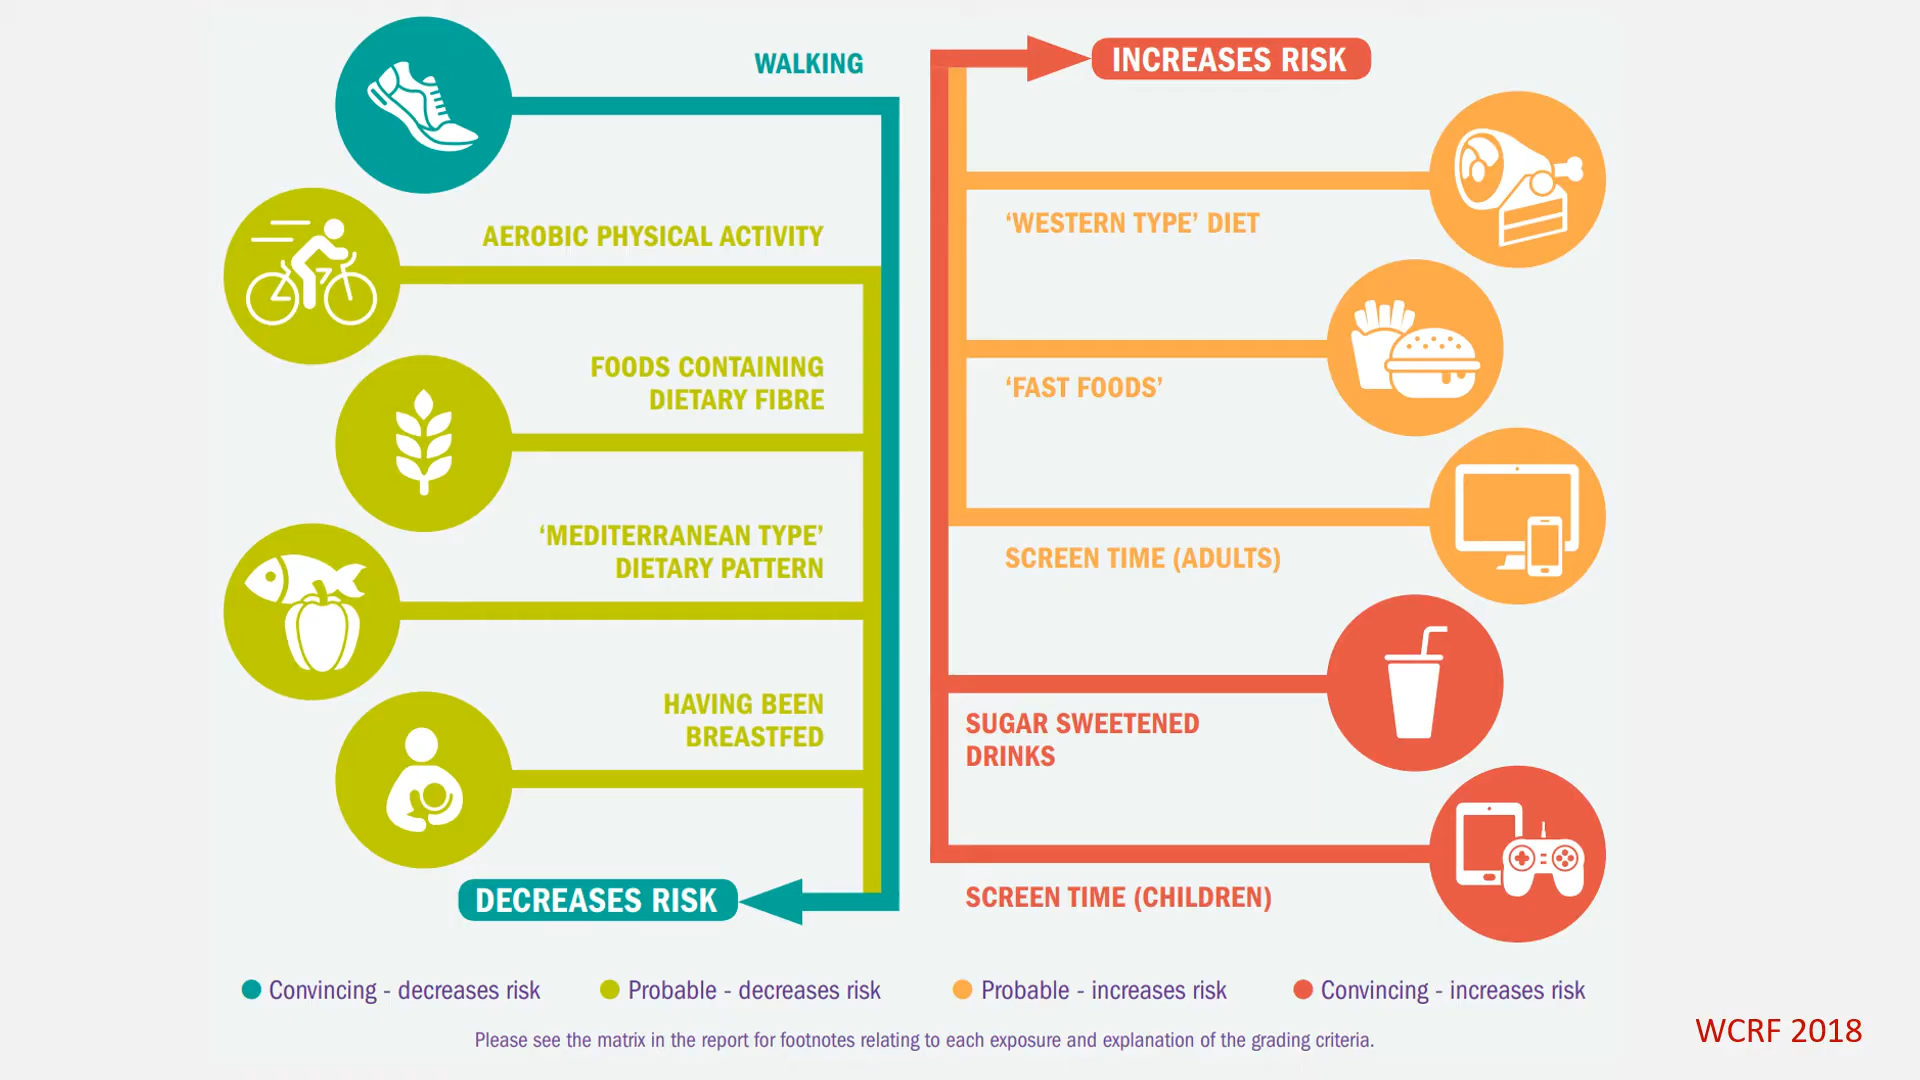 WALKING
AEROBIC PHYSICAL ACTIVITY
FOODS CONTAINING
DIETARY FIBRE
‘MEDITERRANEAN TYPE’
DIETARY PATTERN
HAVING BEEN
BREASTFED
DECREASES RISK
INCREASES RISK
‘WESTERN TYPE’ DIET
‘FAST FOODS’
SCREEN TIME (ADULTS)
SUGAR SWEETENED
DRINKS
SCREEN TIME (CHILDREN)
Convincing - decreases risk
Probable - decreases risk
Probable - increases risk
Convincing - increases risk
Please see the matrix in the report for footnotes relating to each exposure and explanation of the grading criteria.
WCRF 2018